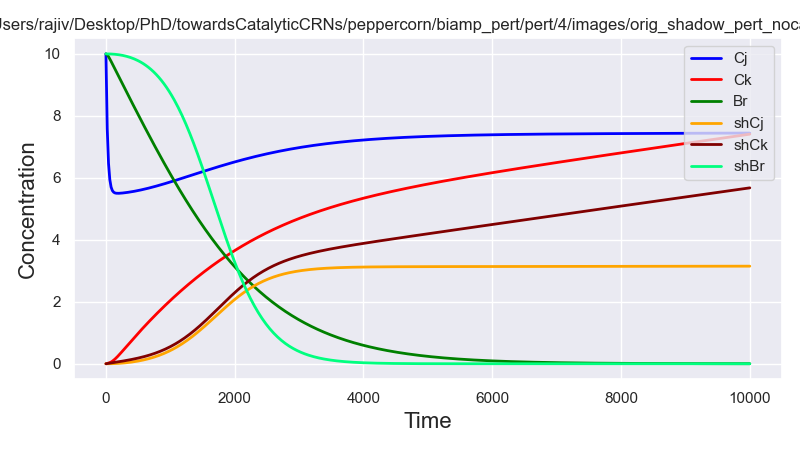 Users/rajiv/Desktop/PhD/towardsCatalyticCRNs/peppercorn/biamp_pert/pert/4/images/orig_shadow_pert_noca
10
8
6
4
2
0
Concentration
0 2000 4000 6000 8000 10000
Time
Cj
Ck
Br
shCj
shCk
shBr